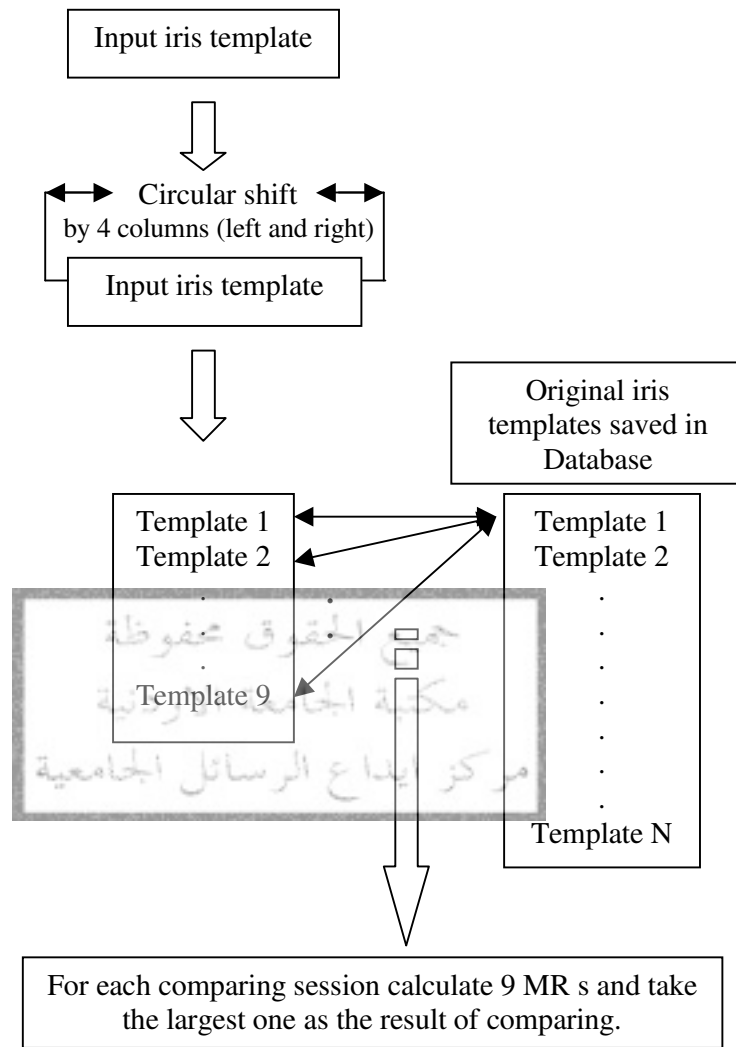 Input iris template
Circular shift
by 4 columns (left and right)
Input iris template
Original iris
templates saved in
Database
Template 1
Template 2
.
.
.
Template 9
Template 1
Template 2
.
.
.
.
.
.
.
Template N
جميع الحقوق محفوظة
مكتبة الجامعة الاردنية
مركز ايداع الرسائل الجامعية
For each comparing session calculate 9 MR s and take
the largest one as the result of comparing.